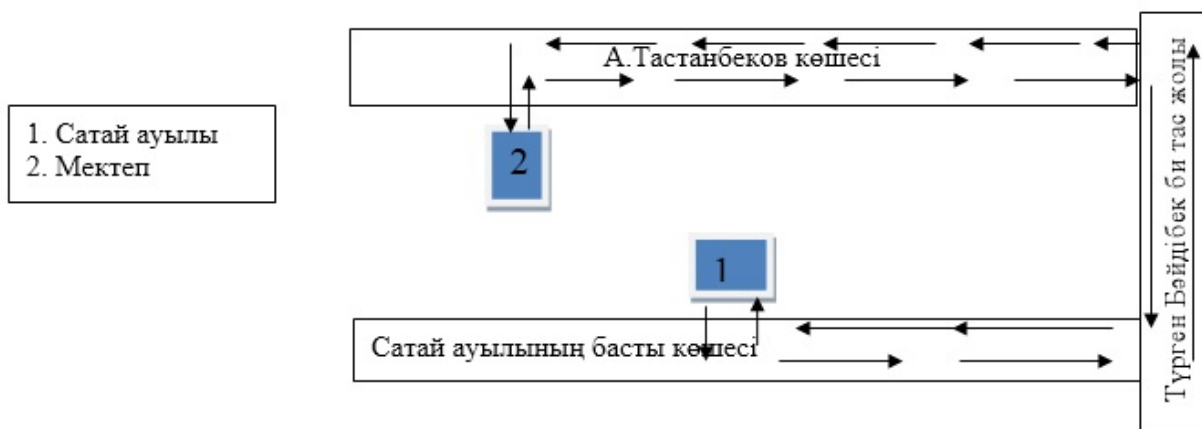 А.Тастанбеков көшесі
1. Сатай ауылы
2. Мектеп
2
1
Сатай ауылының басты көшесі
Түрген Бәйдібек би тас жолы